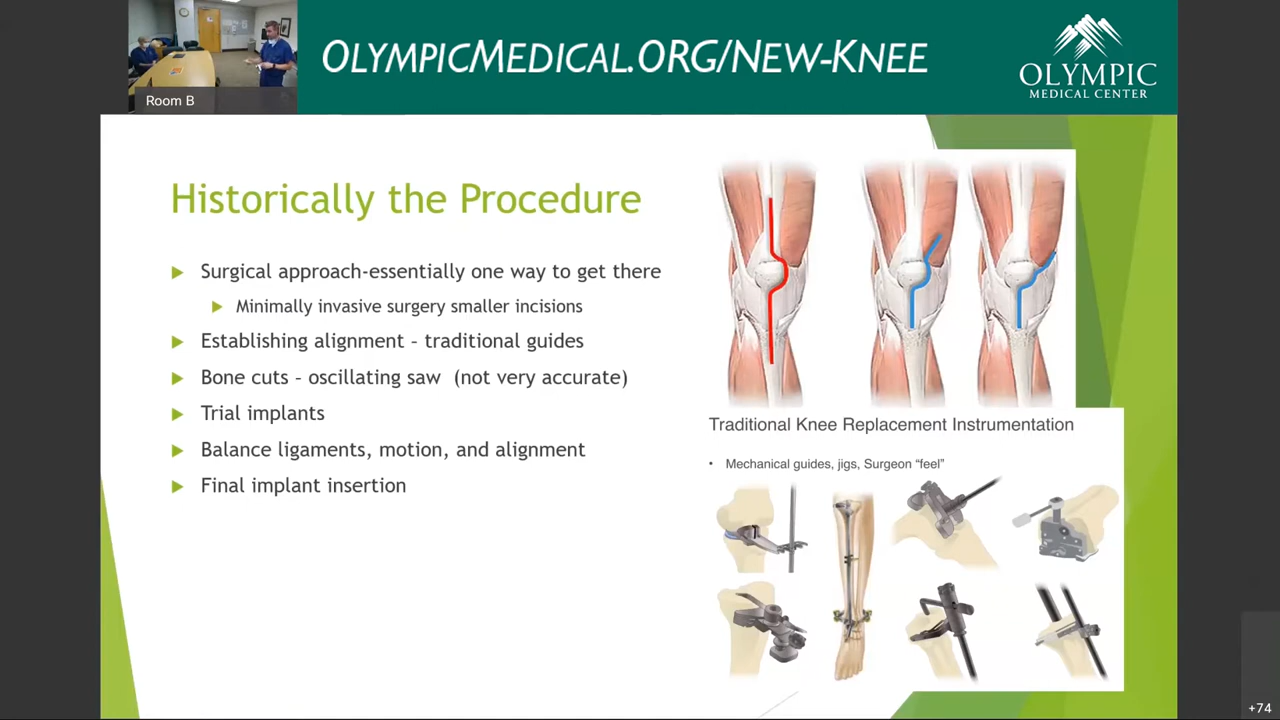 Room B
OLYMPICMEDICAL.ORG/NEW-KNEE
OLYMPIC
MEDICAL CENTER
Historically the Procedure
Surgical approach-essentially one way to get there
Minimally invasive surgery smaller incisions
Establishing alignment – traditional guides
Bone cuts – oscillating saw (not very accurate)
Trial implants
Balance ligaments, motion, and alignment
Final implant insertion
Traditional Knee Replacement Instrumentation
• Mechanical guides, jigs, Surgeon “feel”
+74